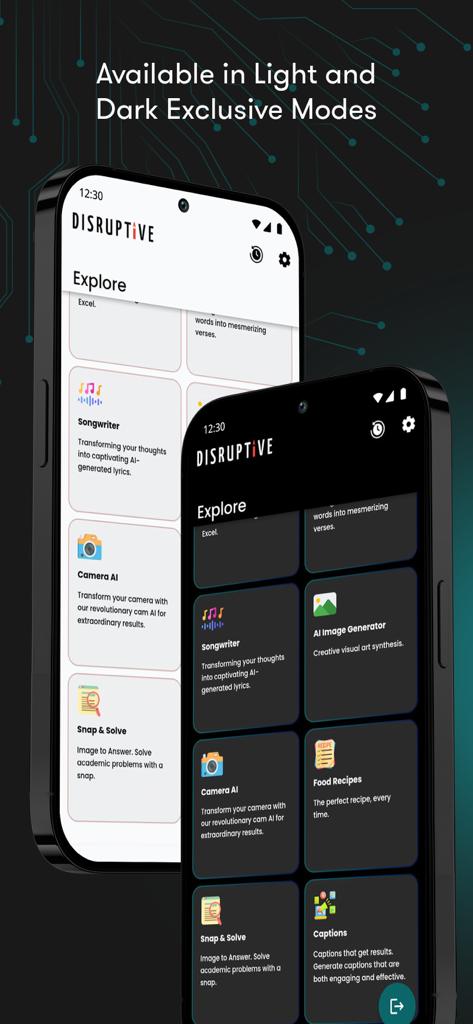 Available in Light and
Dark Exclusive Modes
12:30
DISRUPTiVE
Explore
Excel.
words into mesmerizing
verses.
Songwriter
Transforming your thoughts
into captivating AI-
generated lyrics.
Camera AI
Transform your camera with
our revolutionary cam AI for
extraordinary results.
Snap & Solve
Image to Answer. Solve
academic problems with a
snap.
12:30
DISRUPTiVE
Explore
Excel.
words into mesmerizing
verses.
Songwriter
Transforming your thoughts
into captivating AI-
generated lyrics.
AI Image Generator
Creative visual art synthesis.
Camera AI
Transform your camera with
our revolutionary cam AI for
extraordinary results.
RECIPE
Food Recipes
The perfect recipe, every
time.
Snap & Solve
Image to Answer. Solve
academic problems with a
snap.
Captions
Captions that get results.
Generate captions that are
both engaging and effective.